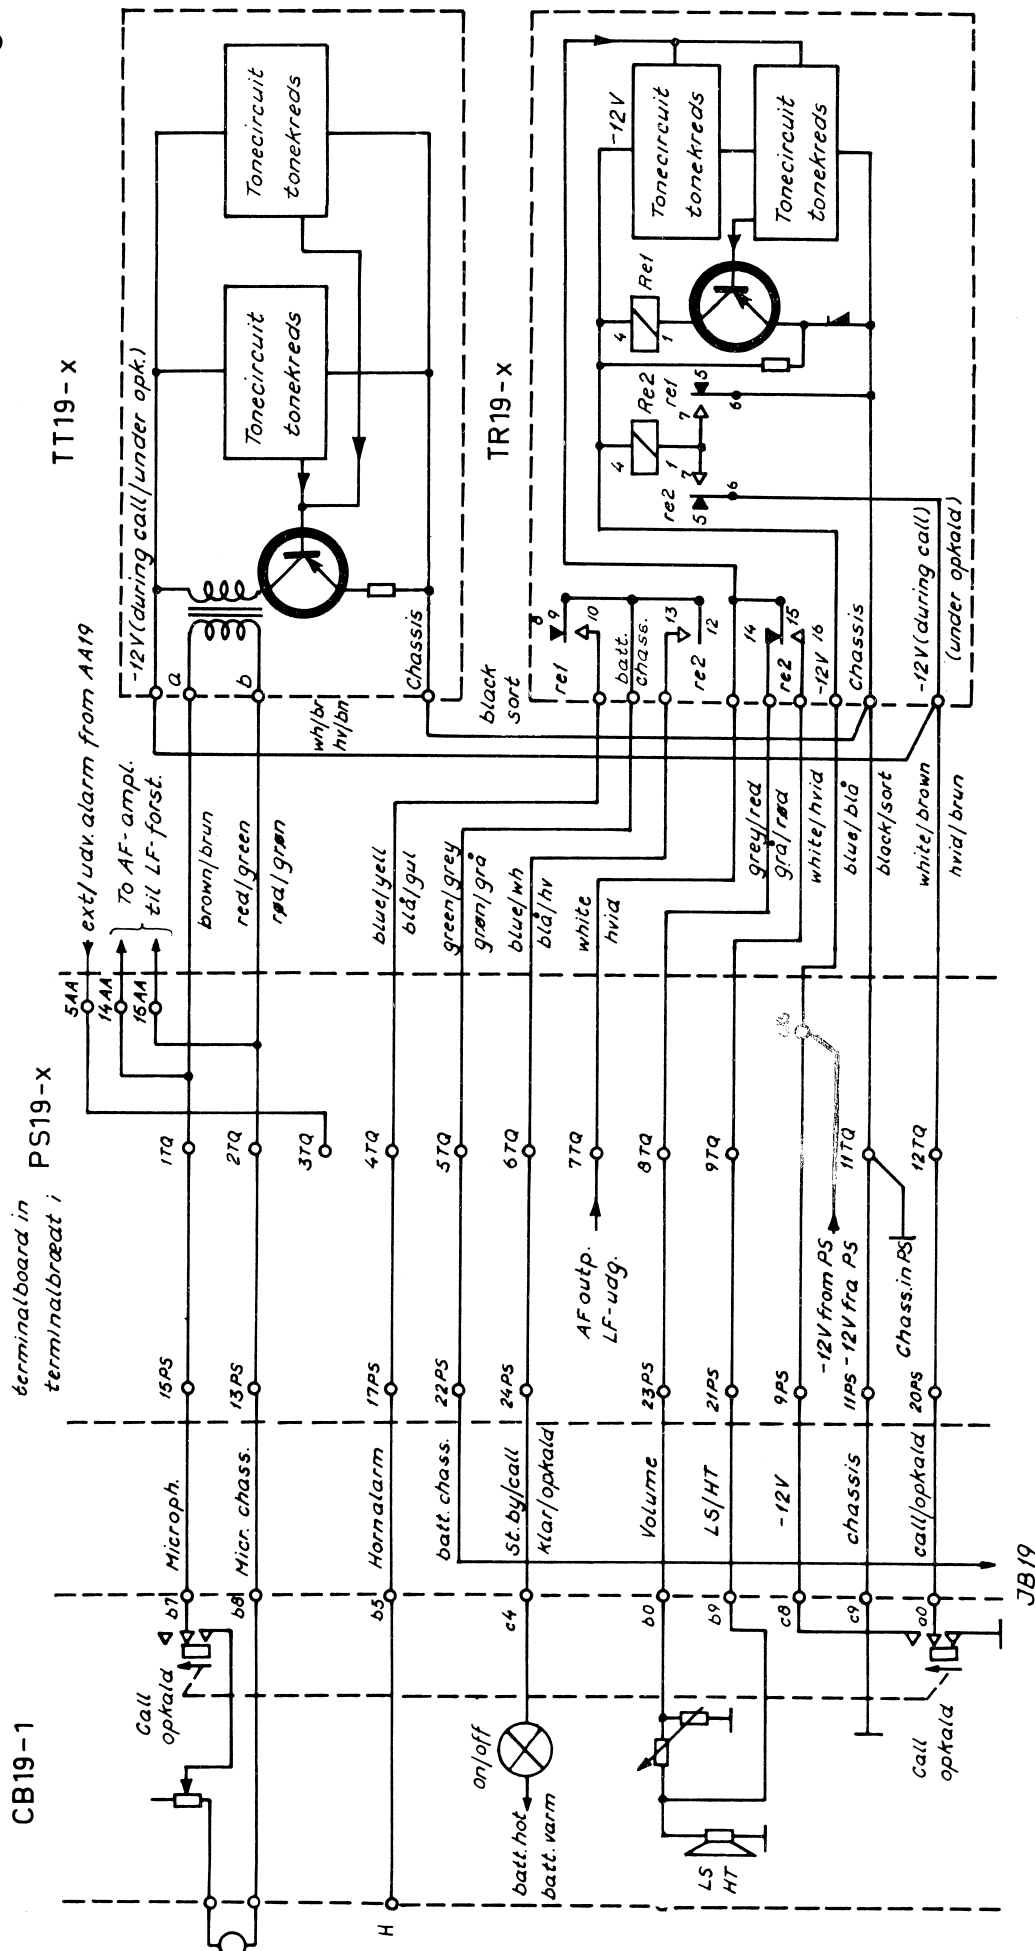 CB19-1
terminalboard in
terminalbrædt i
PS19-x
TT19-x
TR19-x
JB19
ext/udv. alarm from AA19
To AF-ampl.
til LF-forst.
5AA
14AA
16AA
-12V (during call/under opk.)
a
b
Chassis
Tonecircuit
tonekreds
Tonecircuit
tonekreds
wh/br
hv/bn
black
sort
-12V
Tonecircuit
tonekreds
Tonecircuit
tonekreds
4
Re1
1
4
Re2
1
re1
7
5
6
re2
7
5
6
re1
8
9
10
batt.
chass.
13
re2
12
14
15
re2
16
-12V
Chassis
-12V (during call)
(under opkald)
brown/brun
red/green
rød/grøn
blue/yell
blå/gul
green/grey
grøn/grå
blue/wh
blå/hv
white
hvid
grey/red
grå/rød
white/hvid
blue/blå
black/sort
white/brown
hvid/brun
1TQ
2TQ
3TQ
4TQ
5TQ
6TQ
7TQ
8TQ
9TQ
11TQ
12TQ
AF outp.
LF-udg.
-12V from PS
-12V fra PS
Chass. in PS
15PS
13PS
17PS
22PS
24PS
23PS
21PS
9PS
11PS
20PS
Microph.
Micr. chass.
Hornalarm
batt. chass.
St. by/call
klar/opkald
Volume
LS/HT
-12V
chassis
call/opkald
b7
b8
b5
c4
b0
b9
c8
c9
a0
Call
opkald
On/off
batt. hot
batt. varm
LS
HT
Call
opkald
H